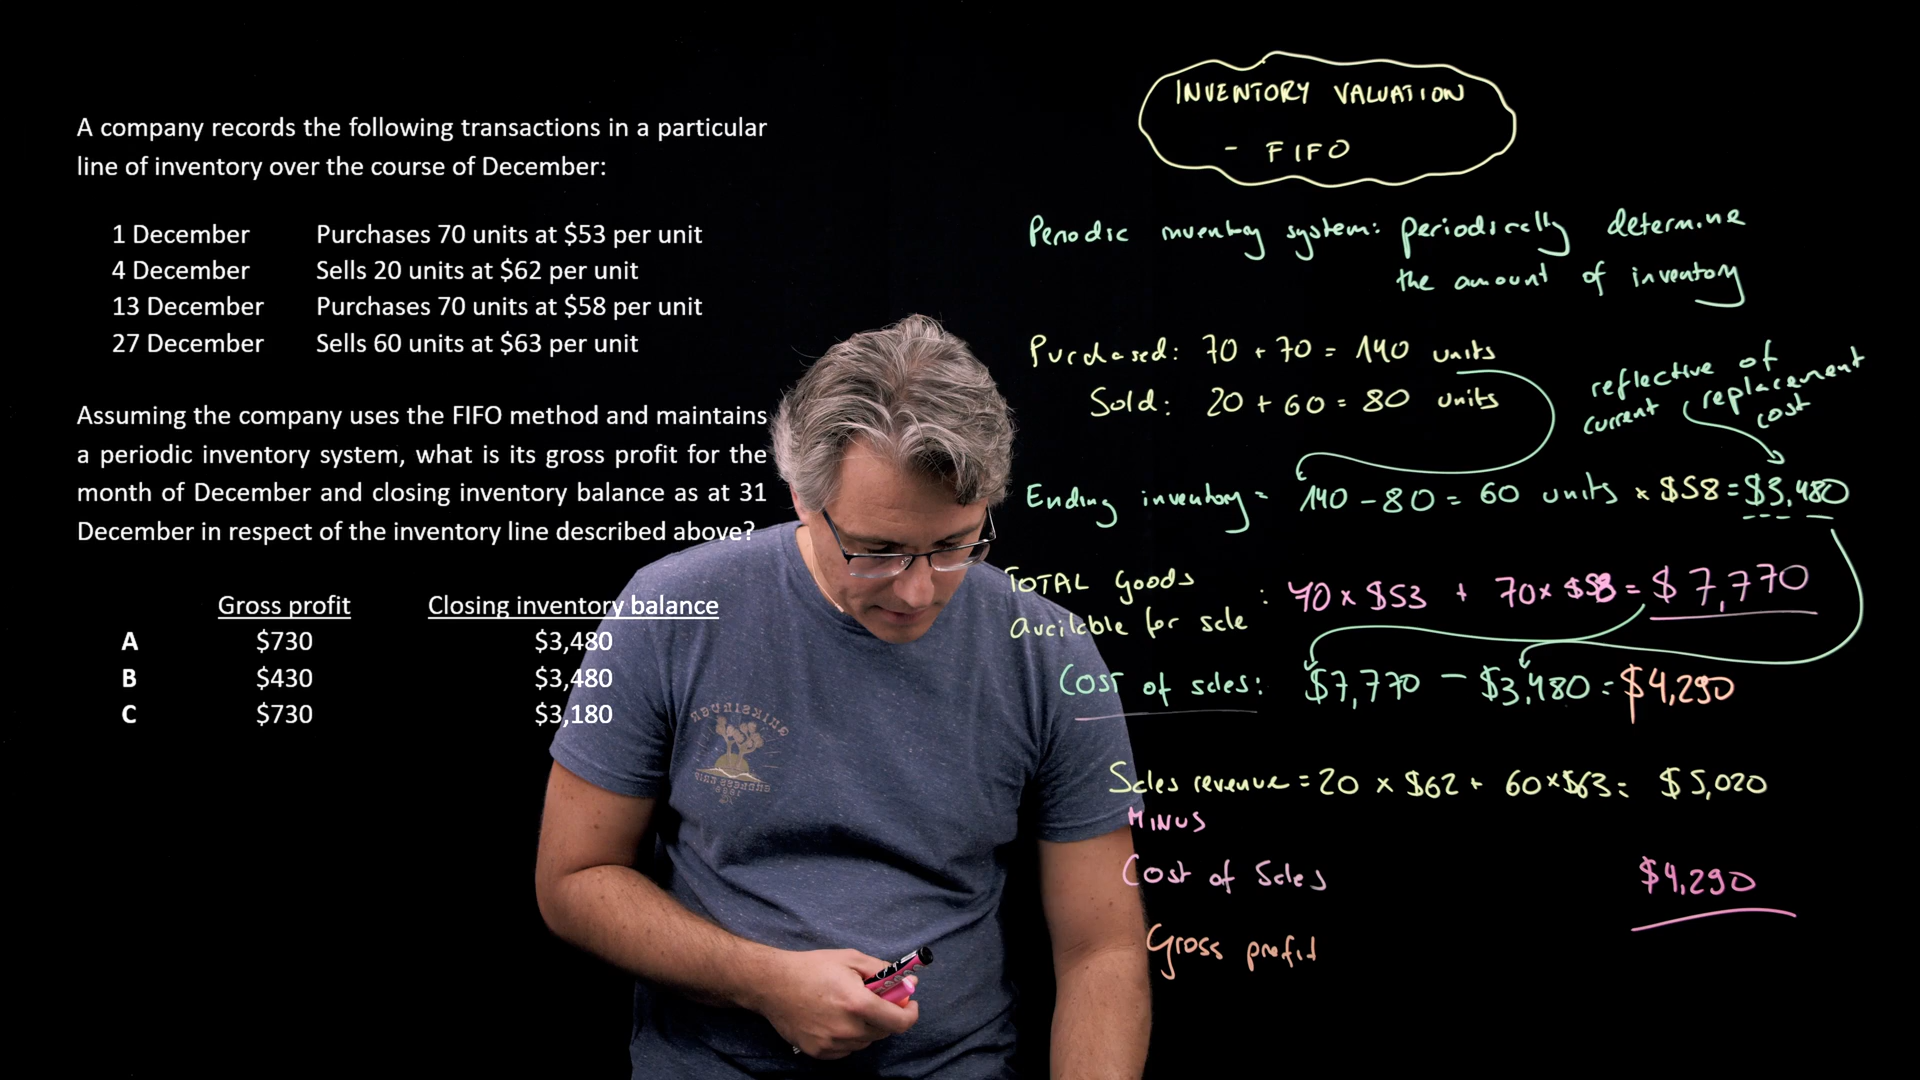 A company records the following transactions in a particular
line of inventory over the course of December:
1 December Purchases 70 units at $53 per unit
4 December Sells 20 units at $62 per unit
13 December Purchases 70 units at $58 per unit
27 December Sells 60 units at $63 per unit
Assuming the company uses the FIFO method and maintains
a periodic inventory system, what is its gross profit for the
month of December and closing inventory balance as at 31
December in respect of the inventory line described above?
Gross profit Closing inventory balance
A $730 $3,480
B $430 $3,480
C $730 $3,180
INVENTORY VALUATION
- FIFO
Periodic inventory system: periodically determine
the amount of inventory
Purchased: 70 + 70 = 140 units
Sold: 20 + 60 = 80 units
reflective of
current replacement
cost
Ending inventory = 140 - 80 = 60 units x $58 = $3,480
TOTAL Goods
available for sale : 70 x $53 + 70 x $58 = $7,770
Cost of sales: $7,770 - $3,480 = $4,290
Sales revenue = 20 x $62 + 60 x $63 = $5,020
MINUS
Cost of Sales $4,290
Gross profit
QUIKSILVER